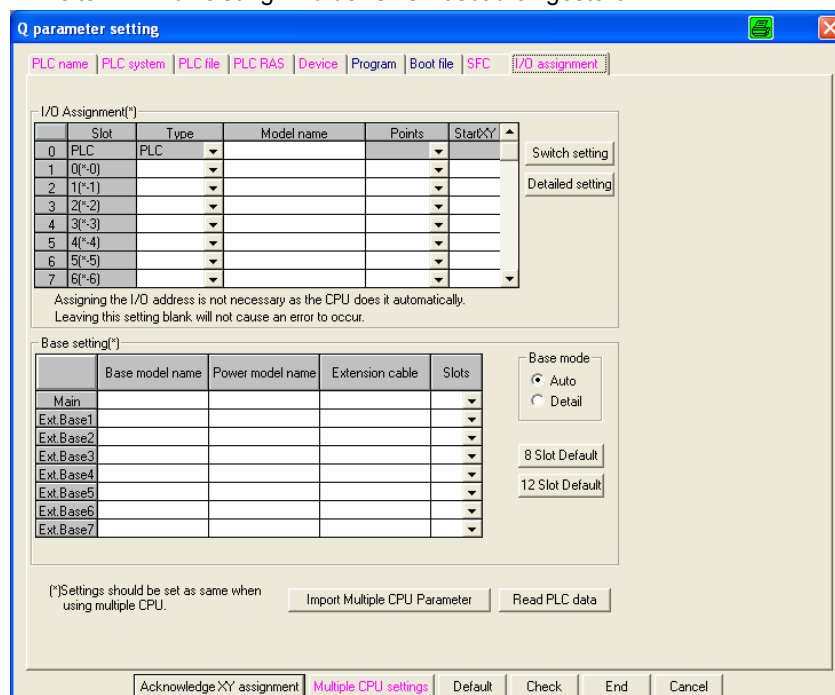 Q parameter setting
PLC name PLC system PLC file PLC RAS Device Program Boot file SFC I/O assignment
I/O Assignment(*)
Slot Type Model name Points StartXY
0 PLC PLC
1 0(*-0)
2 1(*-1)
3 2(*-2)
4 3(*-3)
5 4(*-4)
6 5(*-5)
7 6(*-6)
Switch setting
Detailed setting
Assigning the I/O address is not necessary as the CPU does it automatically.
Leaving this setting blank will not cause an error to occur.
Base setting(*)
Base model name Power model name Extension cable Slots
Main
Ext.Base1
Ext.Base2
Ext.Base3
Ext.Base4
Ext.Base5
Ext.Base6
Ext.Base7
Base mode
Auto
Detail
8 Slot Default
12 Slot Default
(*)Settings should be set as same when
using multiple CPU.
Import Multiple CPU Parameter Read PLC data
Acknowledge XY assignment Multiple CPU settings Default Check End Cancel